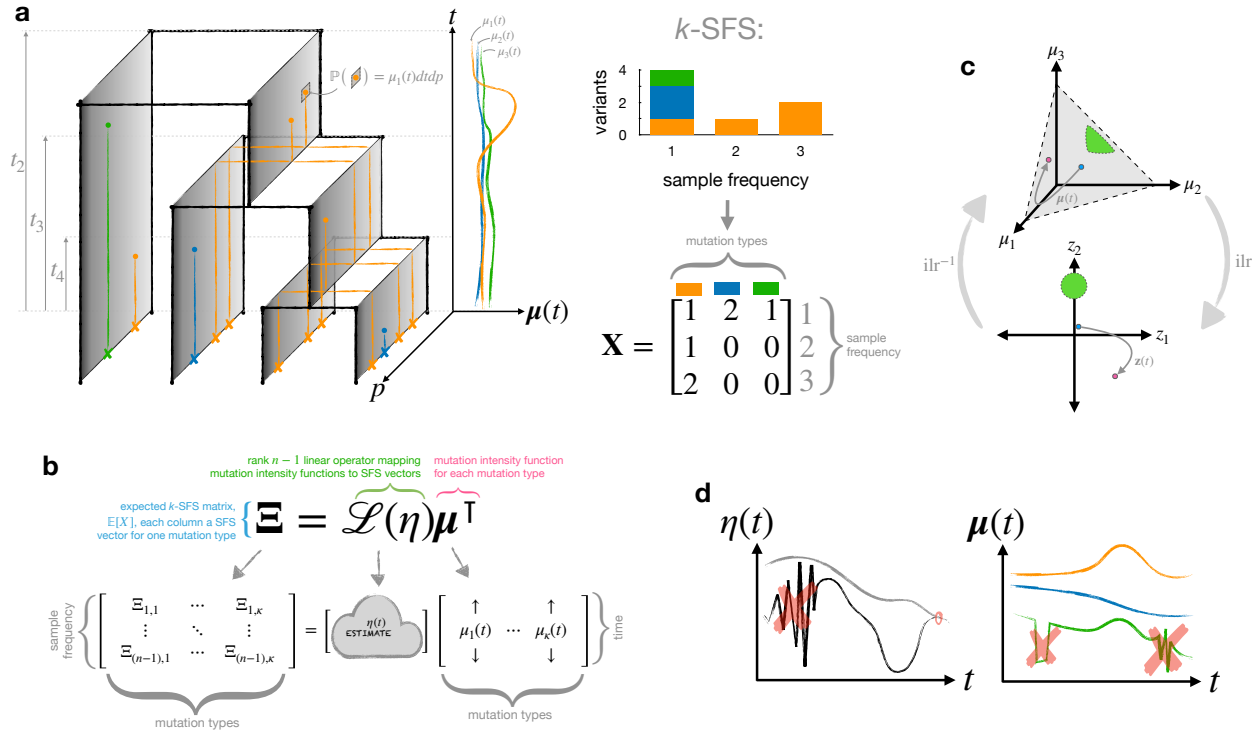 a
t
μ₁(t)
μ₂(t)
μ₃(t)
ℙ( ) = μ₁(t)dtdp
t₂
t₃
t₄
μ(t)
p
k-SFS:
variants
4
2
0
1 2 3
sample frequency
mutation types
X =
1 2 1
1 0 0
2 0 0
1
2
3
sample
frequency
c
μ₃
μ₂
μ₁
μ(t)
ilr⁻¹
ilr
z₂
z₁
z(t)
b
rank n − 1 linear operator mapping
mutation intensity functions to SFS vectors
mutation intensity function
for each mutation type
expected k-SFS matrix,
𝔼[X], each column a SFS
vector for one mutation type
Ξ = ℒ(η)μ⊺
sample
frequency
Ξ₁,₁ ⋯ Ξ₁,κ
⋮ ⋱ ⋮
Ξ₍ₙ₋₁₎,₁ ⋯ Ξ₍ₙ₋₁₎,κ
=
η(t)
ESTIMATE
↑ ↑
μ₁(t) ⋯ μκ(t)
↓ ↓
time
mutation types
mutation types
d
η(t)
t
μ(t)
t